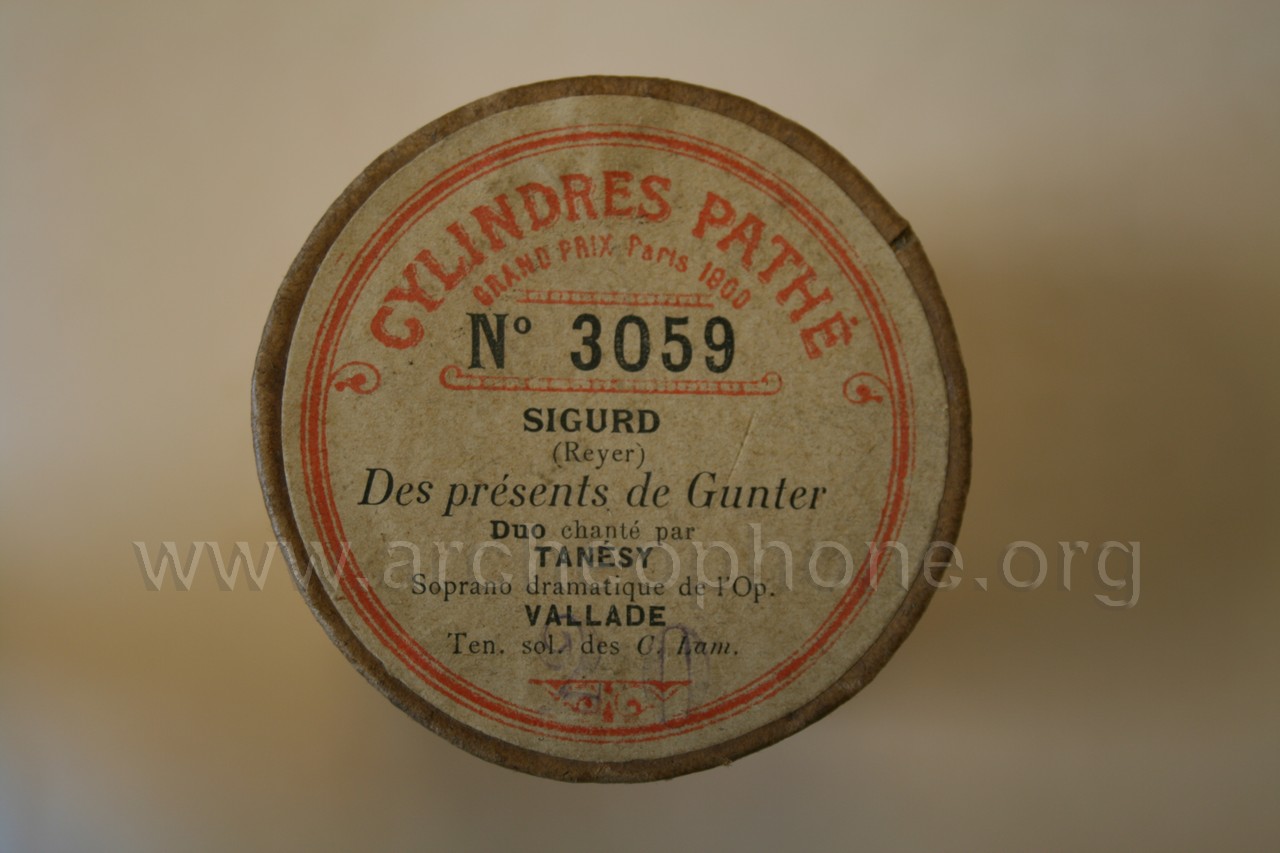 CYLINDRES PATHÉ
GRAND PRIX Paris 1900
Nº 3059
SIGURD
(Reyer)
Des présents de Gunter
Duo chanté par
TANÉSY
Soprano dramatique de l'Op.
VALLADE
Ten. sol. des C. Lam.
www.archeophone.org